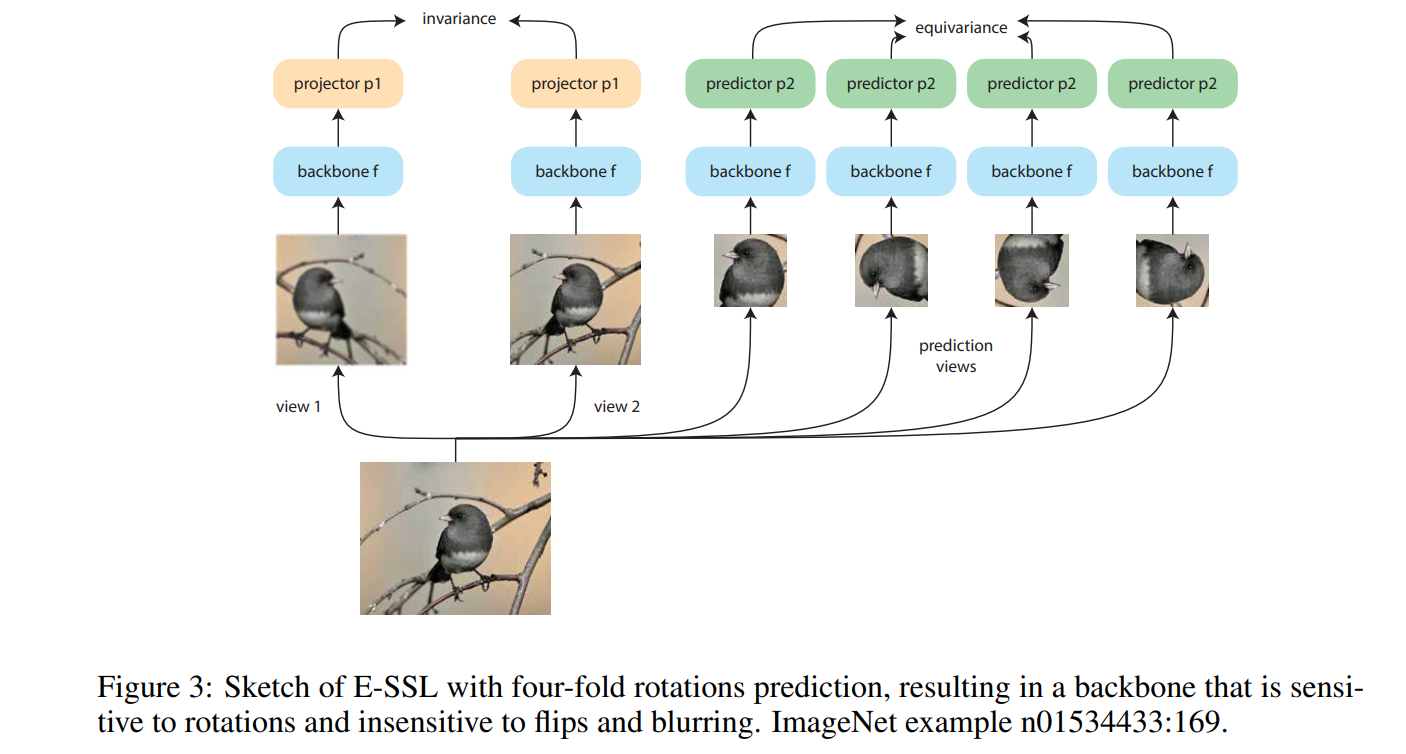 invariance
equivariance
projector p1
projector p1
predictor p2
predictor p2
predictor p2
predictor p2
backbone f
backbone f
backbone f
backbone f
backbone f
backbone f
prediction
views
view 1
view 2
Figure 3: Sketch of E-SSL with four-fold rotations prediction, resulting in a backbone that is sensi-
tive to rotations and insensitive to flips and blurring. ImageNet example n01534433:169.